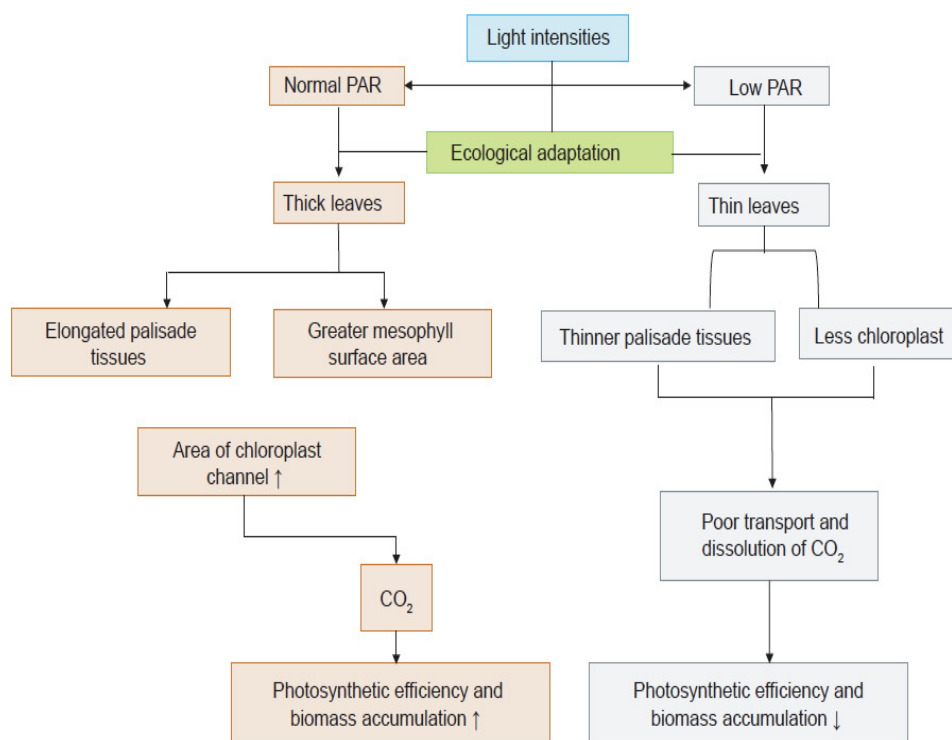 Light intensities
Normal PAR
Low PAR
Ecological adaptation
Thick leaves
Thin leaves
Elongated palisade
tissues
Greater mesophyll
surface area
Thinner palisade tissues
Less chloroplast
Area of chloroplast
channel ↑
Poor transport and
dissolution of CO₂
CO₂
Photosynthetic efficiency and
biomass accumulation ↑
Photosynthetic efficiency and
biomass accumulation ↓